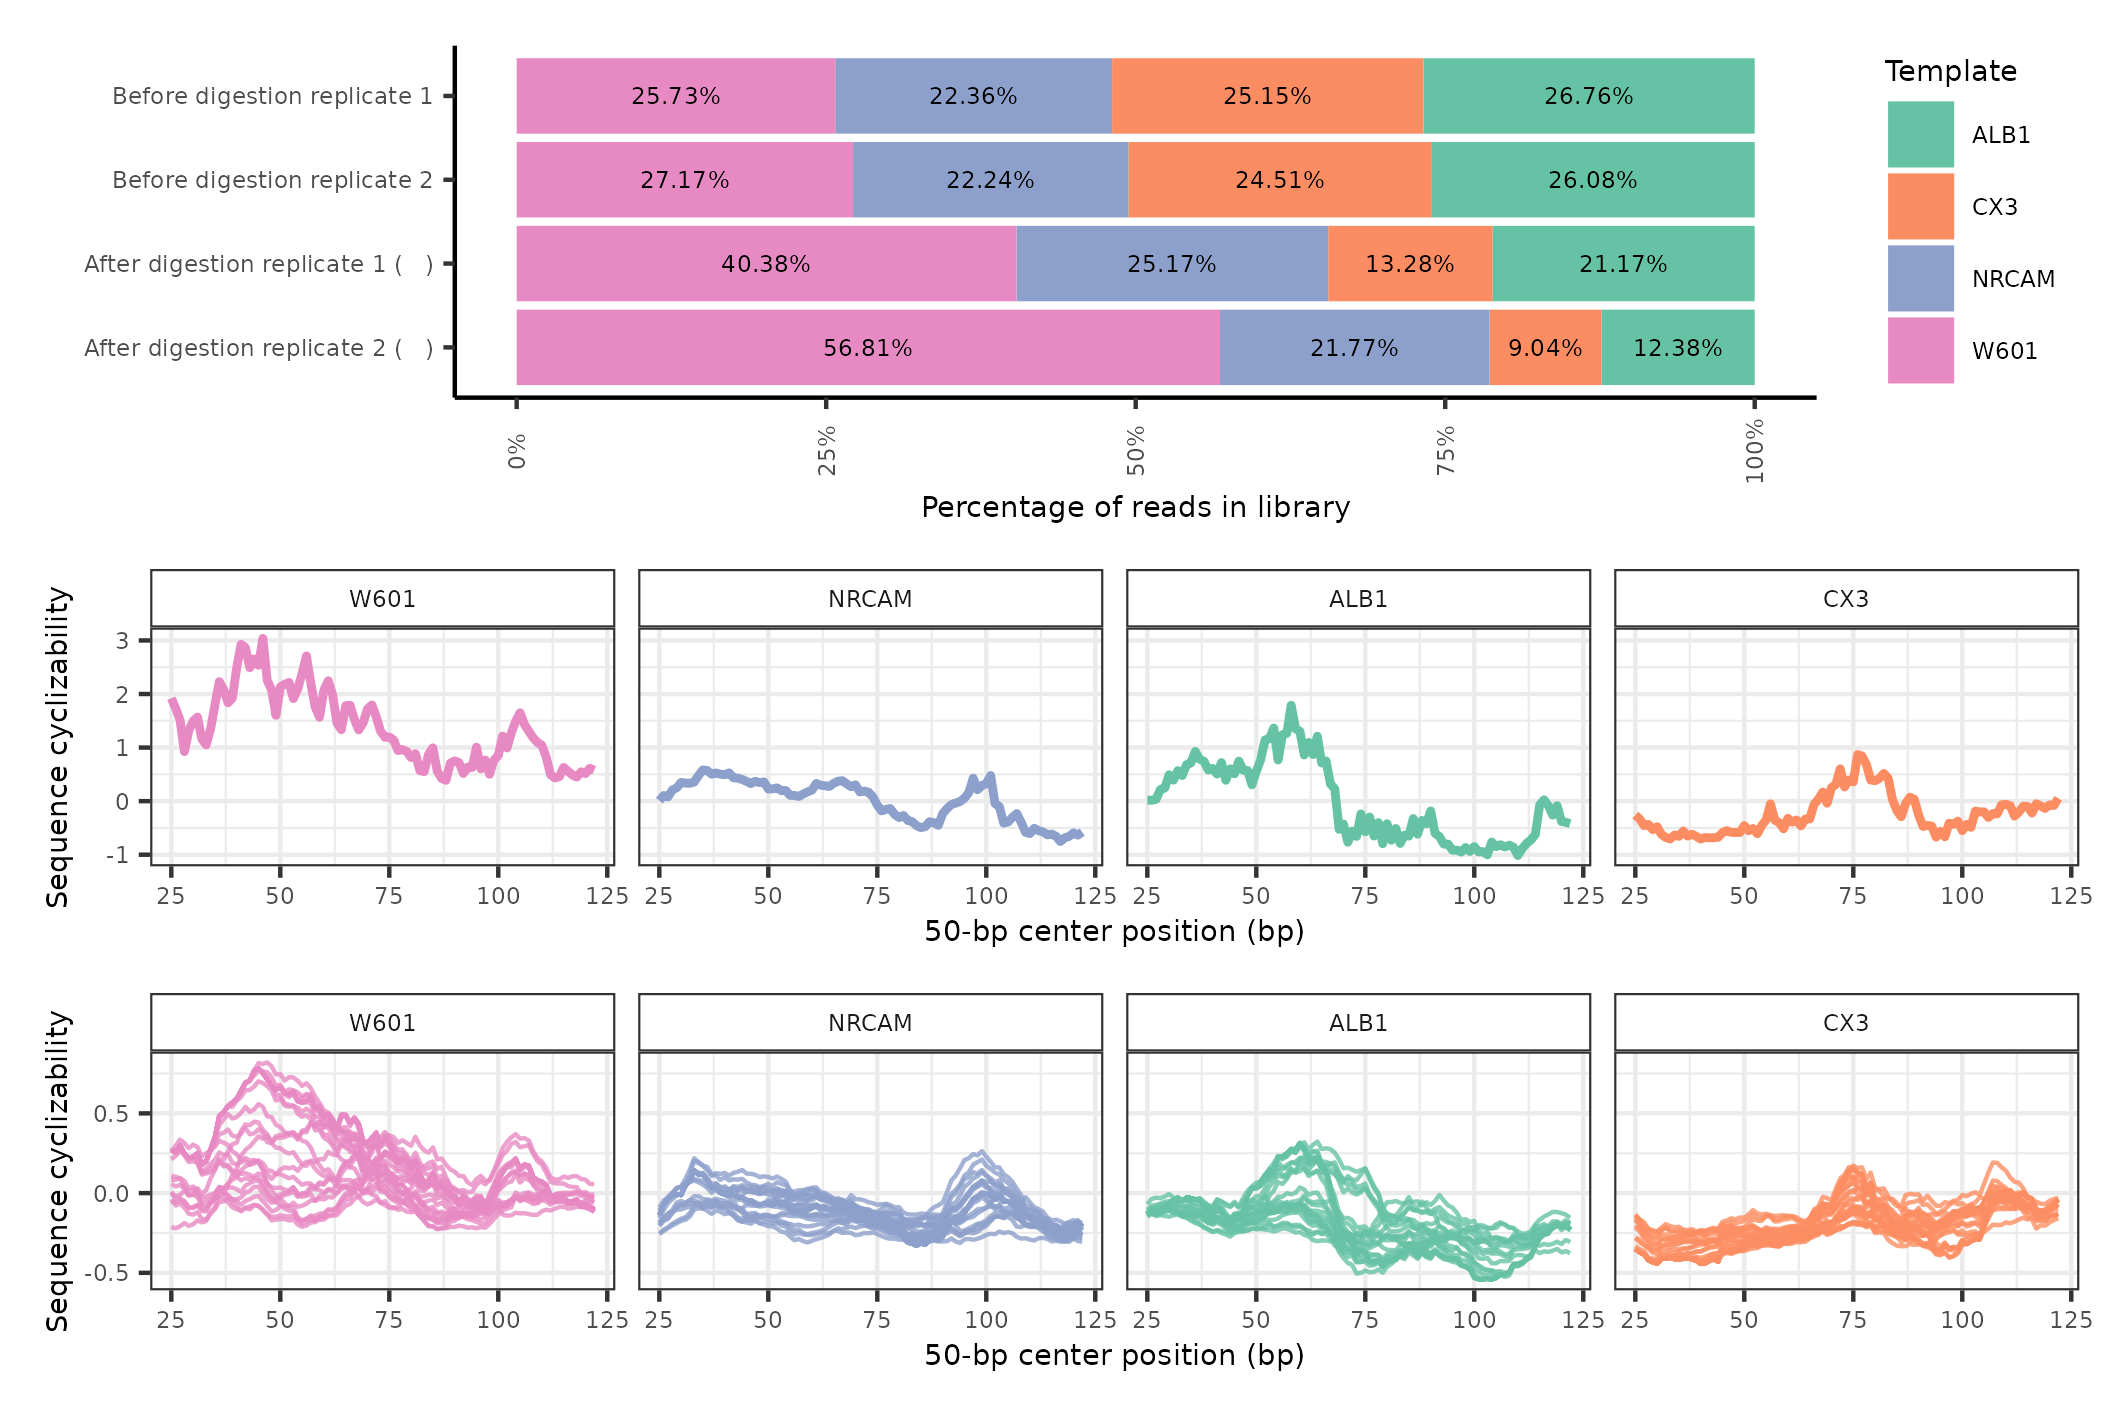 Before digestion replicate 1
25.73% 22.36% 25.15% 26.76%
Before digestion replicate 2
27.17% 22.24% 24.51% 26.08%
After digestion replicate 1 ( )
40.38% 25.17% 13.28% 21.17%
After digestion replicate 2 ( )
56.81% 21.77% 9.04% 12.38%
0% 25% 50% 75% 100%
Percentage of reads in library
Template
ALB1
CX3
NRCAM
W601
Sequence cyclizability
W601 NRCAM ALB1 CX3
3
2
1
0
-1
25 50 75 100 125 25 50 75 100 125 25 50 75 100 125 25 50 75 100 125
50-bp center position (bp)
Sequence cyclizability
W601 NRCAM ALB1 CX3
0.5
0.0
-0.5
25 50 75 100 125 25 50 75 100 125 25 50 75 100 125 25 50 75 100 125
50-bp center position (bp)